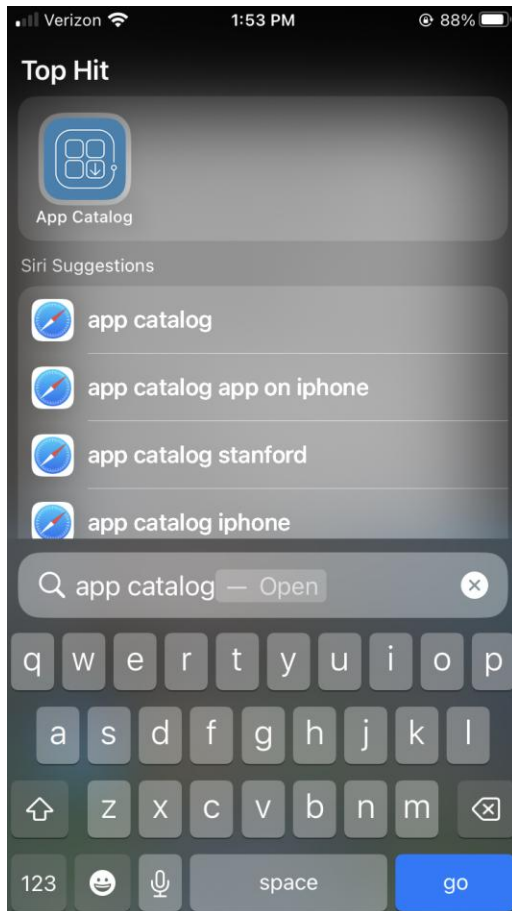 Verizon 1:53 PM 88%
Top Hit
App Catalog
Siri Suggestions
app catalog
app catalog app on iphone
app catalog stanford
app catalog iphone
app catalog — Open
q w e r t y u i o p
a s d f g h j k l
z x c v b n m
123 space go